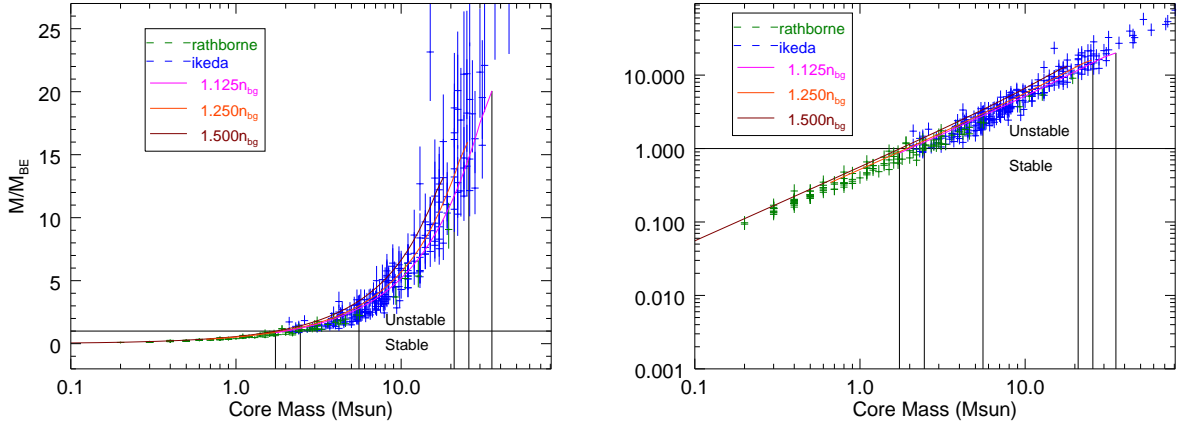 25
20
15
10
5
0
M/M_BE
rathborne
ikeda
1.125n_bg
1.250n_bg
1.500n_bg
Unstable
Stable
0.1 1.0 10.0
Core Mass (Msun)
10.000
1.000
0.100
0.010
0.001
rathborne
ikeda
1.125n_bg
1.250n_bg
1.500n_bg
Unstable
Stable
0.1 1.0 10.0
Core Mass (Msun)